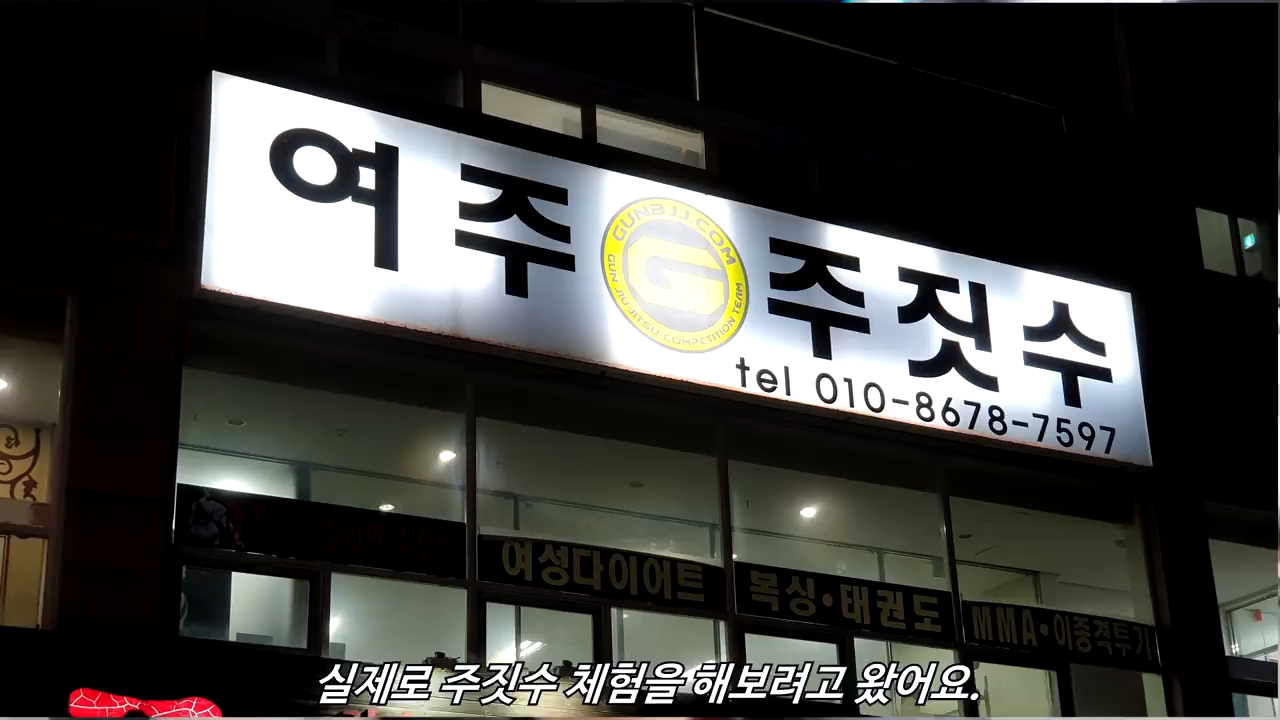 여주 주짓수
GUNBJJ.COM
GUN JIU-JITSU COMPETITION TEAM
tel 010-8678-7597
여성다이어트
복싱·태권도
MMA·이종격투기
실제로 주짓수 체험을 해보려고 왔어요.